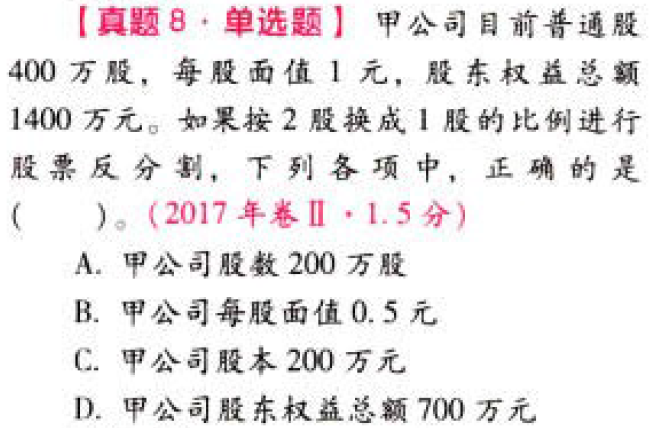 【真题 8 · 单选题】 甲公司目前普通股
400 万股，每股面值 1 元，股东权益总额
1400 万元。如果按 2 股换成 1 股的比例进行
股票反分割，下列各项中，正确的是
（  ）。（2017 年卷 Ⅱ · 1.5 分）
A. 甲公司股数 200 万股
B. 甲公司每股面值 0.5 元
C. 甲公司股本 200 万元
D. 甲公司股东权益总额 700 万元